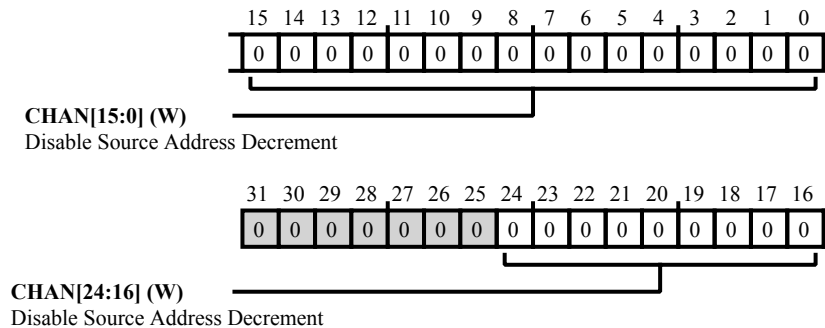 15 14 13 12 11 10 9 8 7 6 5 4 3 2 1 0
0 0 0 0 0 0 0 0 0 0 0 0 0 0 0 0
CHAN[15:0] (W)
Disable Source Address Decrement
31 30 29 28 27 26 25 24 23 22 21 20 19 18 17 16
0 0 0 0 0 0 0 0 0 0 0 0 0 0 0 0
CHAN[24:16] (W)
Disable Source Address Decrement